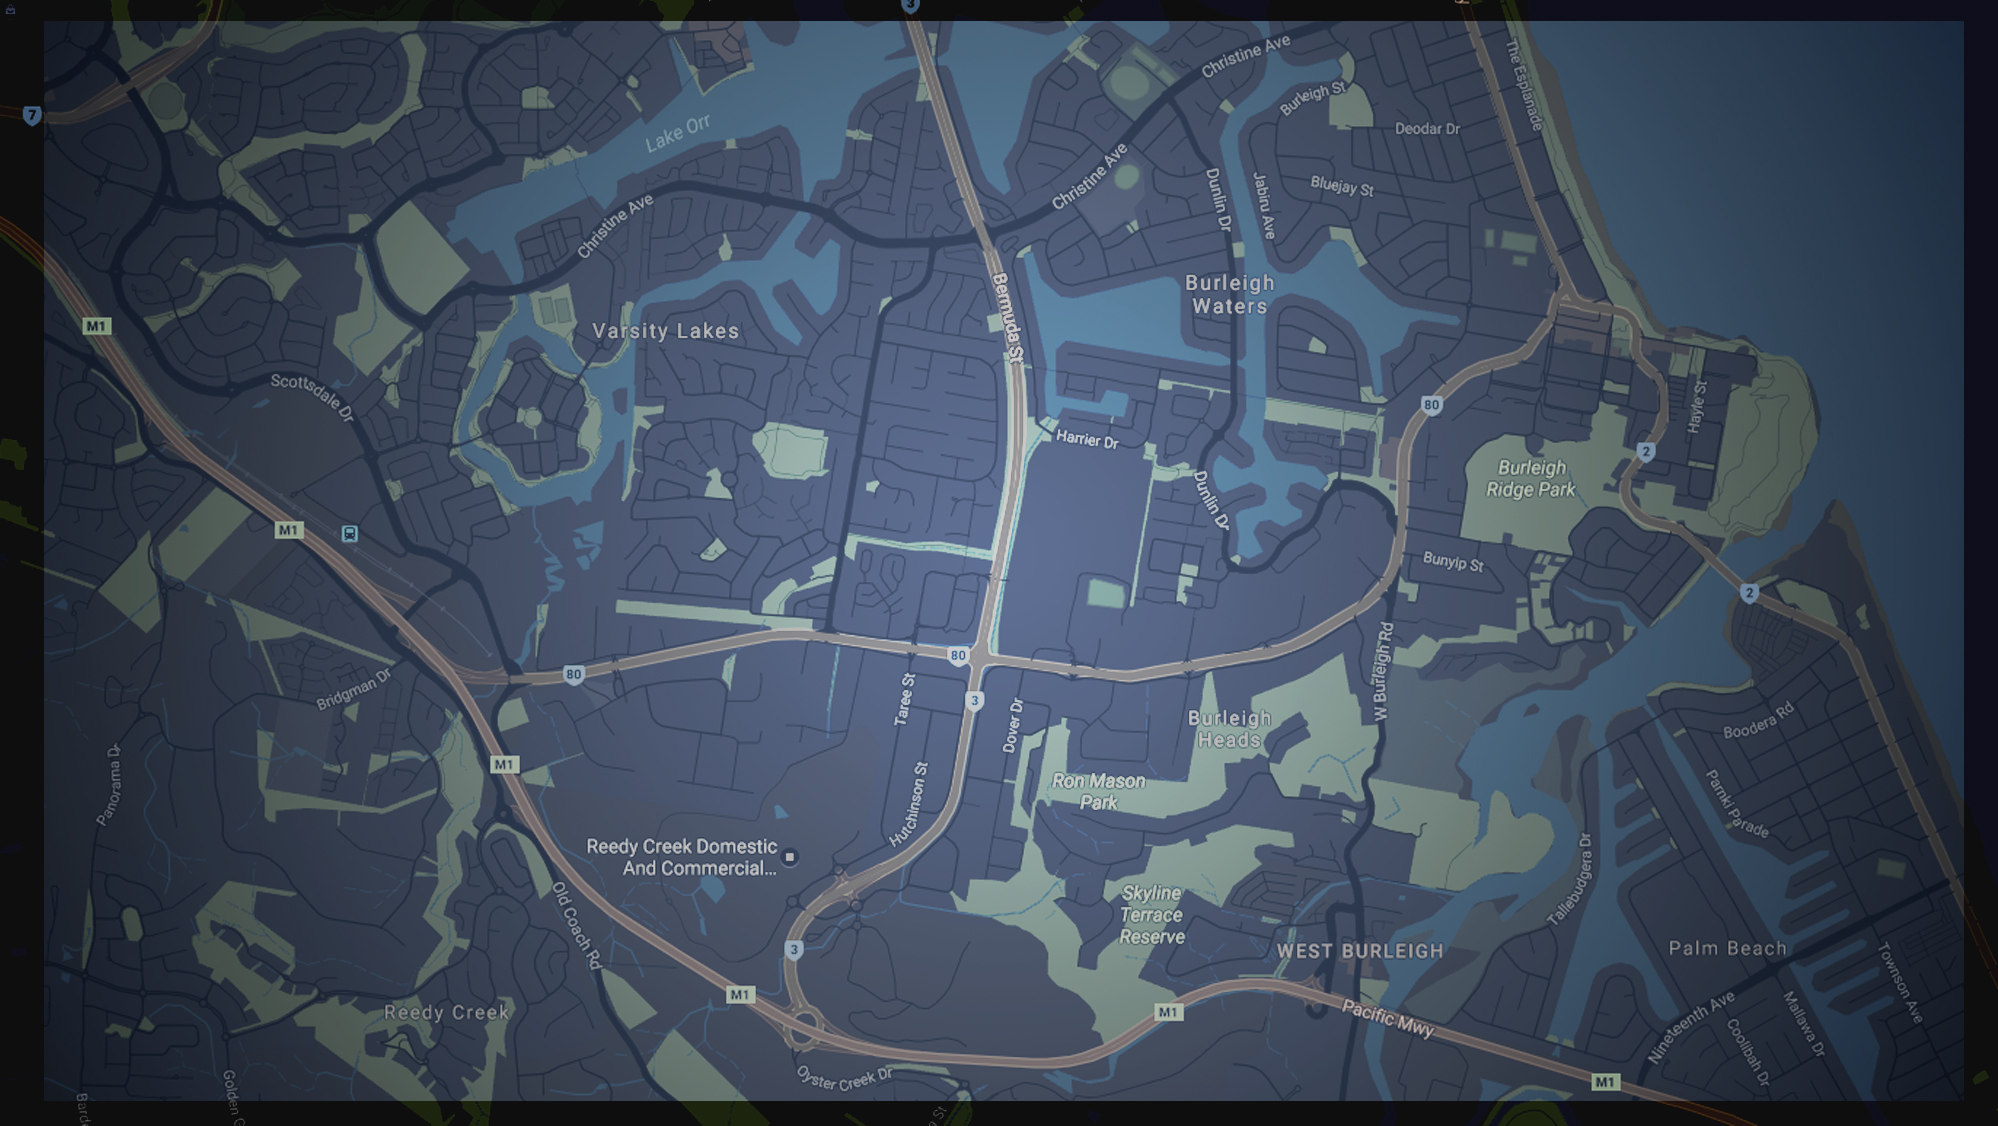 3
Christine Ave
The Esplanade
7
Burleigh St
Lake Orr
Deodar Dr
Christine Ave
Dunlin Dr
Jabiru Ave
Bluejay St
Christine Ave
Burleigh
Waters
Bermuda St
M1
Varsity Lakes
Scottsdale Dr
80
Hayle St
Harrier Dr
2
Burleigh
Ridge Park
Dunlin Dr
M1
Bunyip St
2
80
80
W Burleigh Rd
Bridgman Dr
Taree St
3
Dover Dr
Burleigh
Heads
Boodera Rd
M1
Panorama Dr
Ron Mason
Park
Hutchinson St
Pamki Parade
Reedy Creek Domestic
And Commercial...
Tallebudgera Dr
Old Coach Rd
Skyline
Terrace
Reserve
3
WEST BURLEIGH
Palm Beach
Townson Ave
M1
Reedy Creek
M1
Pacific Mwy
Nineteenth Ave
Mallawa Dr
Coolibah Dr
Oyster Creek Dr
M1